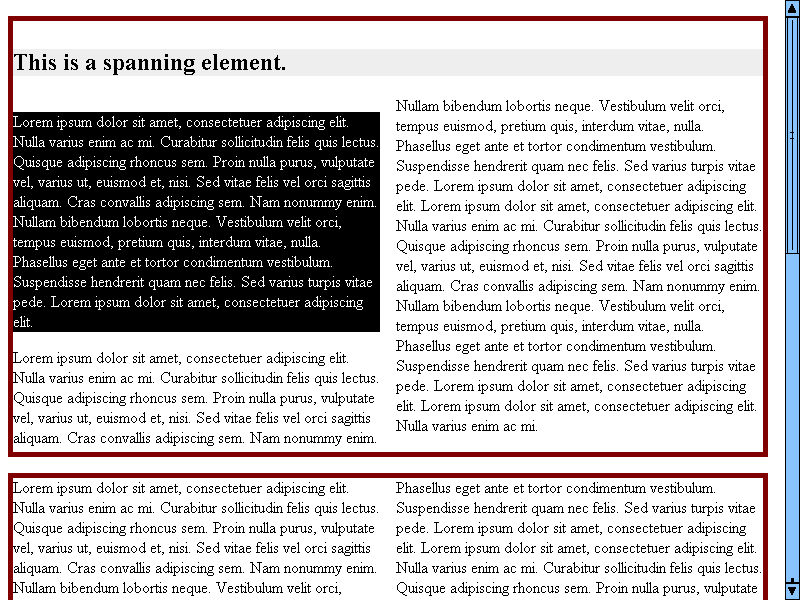 This is a spanning element.
Lorem ipsum dolor sit amet, consectetuer adipiscing elit.
Nulla varius enim ac mi. Curabitur sollicitudin felis quis lectus.
Quisque adipiscing rhoncus sem. Proin nulla purus, vulputate
vel, varius ut, euismod et, nisi. Sed vitae felis vel orci sagittis
aliquam. Cras convallis adipiscing sem. Nam nonummy enim.
Nullam bibendum lobortis neque. Vestibulum velit orci,
tempus euismod, pretium quis, interdum vitae, nulla.
Phasellus eget ante et tortor condimentum vestibulum.
Suspendisse hendrerit quam nec felis. Sed varius turpis vitae
pede. Lorem ipsum dolor sit amet, consectetuer adipiscing
elit.
Lorem ipsum dolor sit amet, consectetuer adipiscing elit.
Nulla varius enim ac mi. Curabitur sollicitudin felis quis lectus.
Quisque adipiscing rhoncus sem. Proin nulla purus, vulputate
vel, varius ut, euismod et, nisi. Sed vitae felis vel orci sagittis
aliquam. Cras convallis adipiscing sem. Nam nonummy enim.
Nullam bibendum lobortis neque. Vestibulum velit orci,
tempus euismod, pretium quis, interdum vitae, nulla.
Phasellus eget ante et tortor condimentum vestibulum.
Suspendisse hendrerit quam nec felis. Sed varius turpis vitae
pede. Lorem ipsum dolor sit amet, consectetuer adipiscing
elit. Lorem ipsum dolor sit amet, consectetuer adipiscing elit.
Nulla varius enim ac mi. Curabitur sollicitudin felis quis lectus.
Quisque adipiscing rhoncus sem. Proin nulla purus, vulputate
vel, varius ut, euismod et, nisi. Sed vitae felis vel orci sagittis
aliquam. Cras convallis adipiscing sem. Nam nonummy enim.
Nullam bibendum lobortis neque. Vestibulum velit orci,
tempus euismod, pretium quis, interdum vitae, nulla.
Phasellus eget ante et tortor condimentum vestibulum.
Suspendisse hendrerit quam nec felis. Sed varius turpis vitae
pede. Lorem ipsum dolor sit amet, consectetuer adipiscing
elit. Lorem ipsum dolor sit amet, consectetuer adipiscing elit.
Nulla varius enim ac mi.
Lorem ipsum dolor sit amet, consectetuer adipiscing elit.
Nulla varius enim ac mi. Curabitur sollicitudin felis quis lectus.
Quisque adipiscing rhoncus sem. Proin nulla purus, vulputate
vel, varius ut, euismod et, nisi. Sed vitae felis vel orci sagittis
aliquam. Cras convallis adipiscing sem. Nam nonummy enim.
Nullam bibendum lobortis neque. Vestibulum velit orci,
Phasellus eget ante et tortor condimentum vestibulum.
Suspendisse hendrerit quam nec felis. Sed varius turpis vitae
pede. Lorem ipsum dolor sit amet, consectetuer adipiscing
elit. Lorem ipsum dolor sit amet, consectetuer adipiscing elit.
Nulla varius enim ac mi. Curabitur sollicitudin felis quis lectus.
Quisque adipiscing rhoncus sem. Proin nulla purus, vulputate